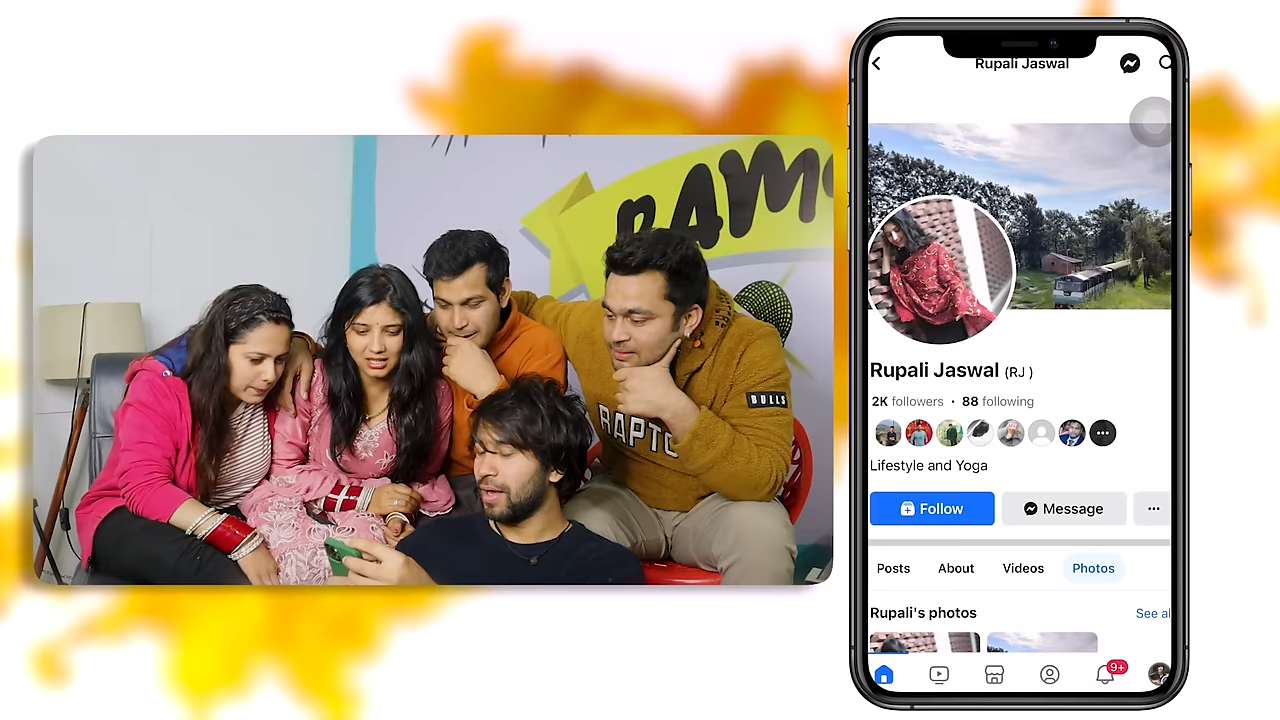 RAPTO
BULLS
Rupali Jaswal
Rupali Jaswal (RJ )
2K followers • 88 following
Lifestyle and Yoga
Follow
Message
Posts
About
Videos
Photos
Rupali's photos
See al
9+